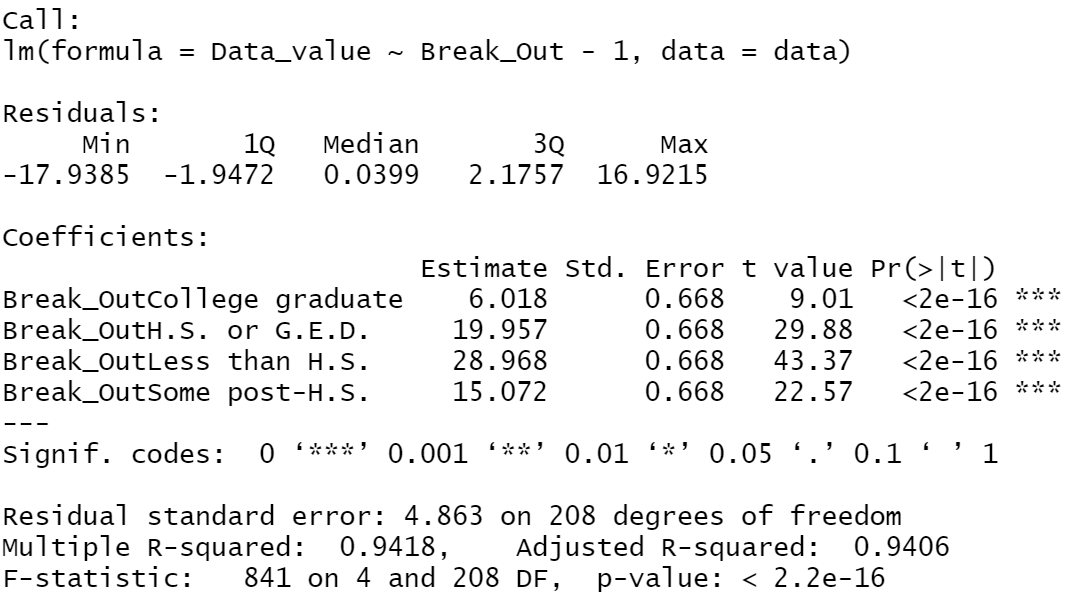 Call:
lm(formula = Data_value ~ Break_Out - 1, data = data)
Residuals:
     Min       1Q   Median       3Q      Max
-17.9385  -1.9472   0.0399   2.1757  16.9215
Coefficients:
                          Estimate Std. Error t value Pr(>|t|)
Break_OutCollege graduate    6.018      0.668    9.01   <2e-16 ***
Break_OutH.S. or G.E.D.     19.957      0.668   29.88   <2e-16 ***
Break_OutLess than H.S.     28.968      0.668   43.37   <2e-16 ***
Break_OutSome post-H.S.     15.072      0.668   22.57   <2e-16 ***
---
Signif. codes:  0 ‘***’ 0.001 ‘**’ 0.01 ‘*’ 0.05 ‘.’ 0.1 ‘ ’ 1
Residual standard error: 4.863 on 208 degrees of freedom
Multiple R-squared:  0.9418,    Adjusted R-squared:  0.9406
F-statistic:   841 on 4 and 208 DF,  p-value: < 2.2e-16